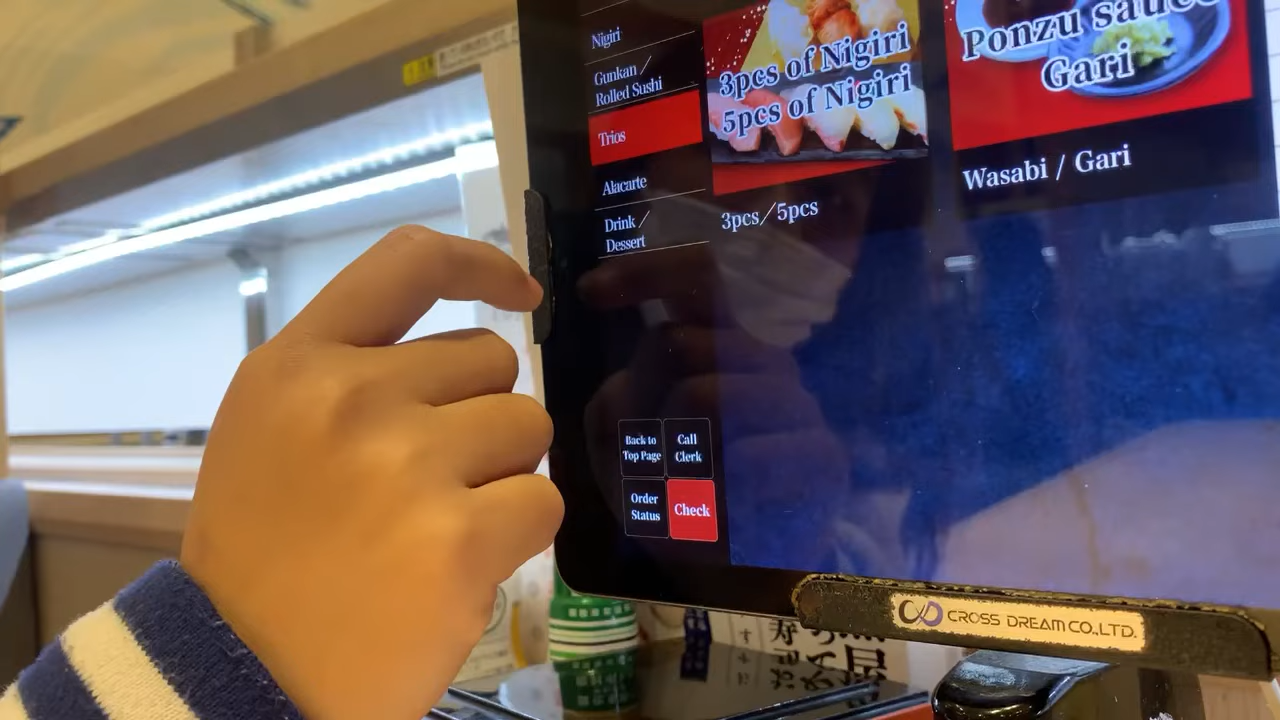 Nigiri
Gunkan／
Rolled Sushi
Trios
Alacarte
Drink／
Dessert
3pcs of Nigiri
5pcs of Nigiri
3pcs／5pcs
Ponzu sauce
Gari
Wasabi / Gari
Back to
Top Page
Call
Clerk
Order
Status
Check
CROSS DREAM CO.,LTD.